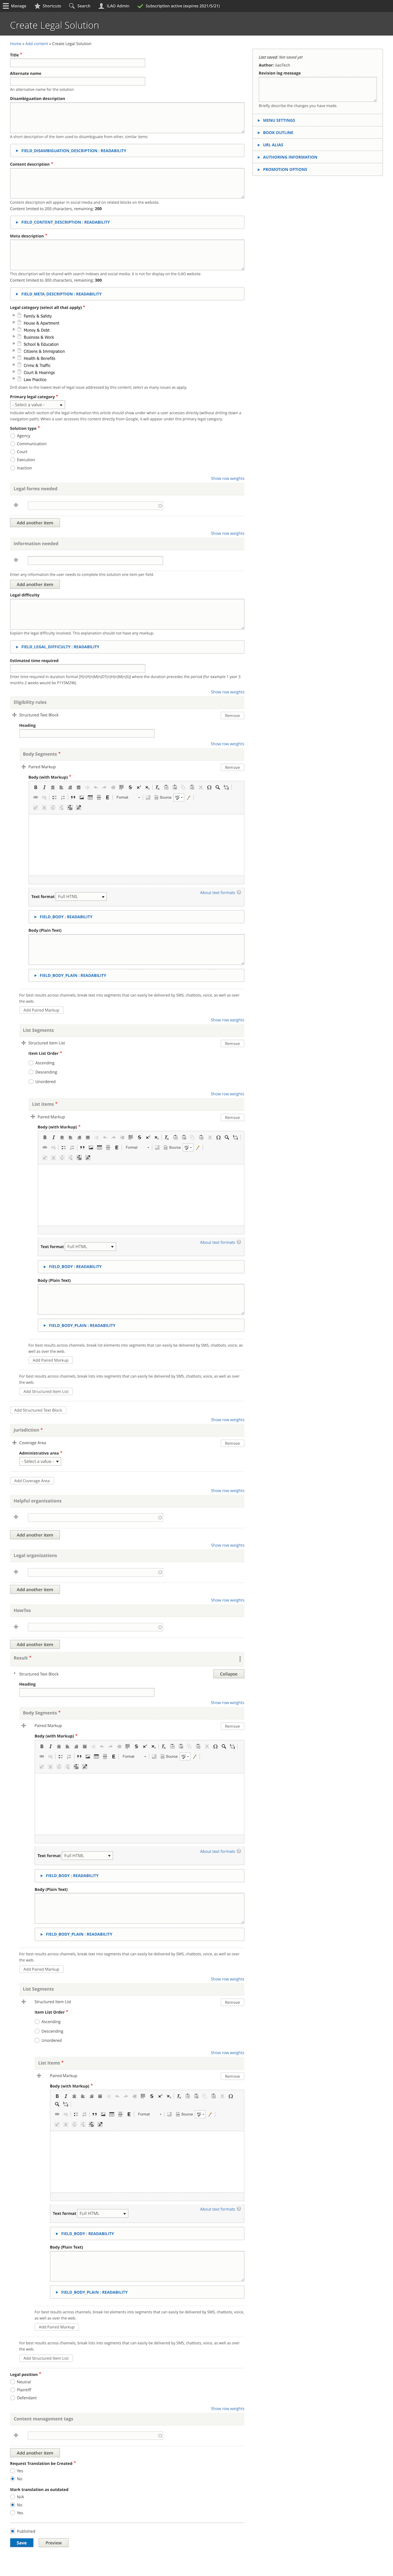 Manage Shortcuts Search ILAO Admin Subscription active (expires 2021/5/21)
Create Legal Solution
Home » Add content » Create Legal Solution
Title *
Alternate name
An alternative name for the solution
Disambiguation description
A short description of the item used to disambiguate from other, similar items.
FIELD_DISAMBIGUATION_DESCRIPTION : READABILITY
Content description *
Content description will appear in social media and on related blocks on the website.
Content limited to 200 characters, remaining: 200
FIELD_CONTENT_DESCRIPTION : READABILITY
Meta description *
This description will be shared with search indexes and social media. It is not for display on the ILAO website
Content limited to 300 characters, remaining: 300
FIELD_META_DESCRIPTION : READABILITY
Legal category (select all that apply) *
Family & Safety
House & Apartment
Money & Debt
Business & Work
School & Education
Citizens & Immigration
Health & Benefits
Crime & Traffic
Court & Hearings
Law Practice
Drill down to the lowest level of legal issue addressed by this content; select as many issues as apply.
Primary legal category *
- Select a value -
Indicate which section of the legal information this article should show under when a user accesses directly (without drilling down a
navigation path). When a user accesses this content directly from Google, it will appear under this primary legal category.
Solution type *
Agency
Communication
Court
Execution
Inaction
Show row weights
Legal forms needed
Add another item
Show row weights
Information needed
Enter any information the user needs to complete this solution one item per field.
Add another item
Legal difficulty
Explain the legal difficulty involved. This explanation should not have any markup.
FIELD_LEGAL_DIFFICULTY : READABILITY
Estimated time required
Show row weights
Eligibility rules
Structured Text Block
Remove
Heading
Show row weights
Body Segments *
Paired Markup
Remove
Body (with Markup) *
Format
Source
Text format Full HTML
About text formats
FIELD_BODY : READABILITY
Body (Plain Text)
FIELD_BODY_PLAIN : READABILITY
For best results across channels, break text into segments that can easily be delivered by SMS, chatbots, voice, as well as over
the web.
Add Paired Markup
Show row weights
List Segments
Structured Item List
Remove
Item List Order *
Ascending
Descending
Unordered
Show row weights
List Items *
Paired Markup
Remove
Body (with Markup) *
Format
Source
Text format Full HTML
About text formats
FIELD_BODY : READABILITY
Body (Plain Text)
FIELD_BODY_PLAIN : READABILITY
For best results across channels, break list elements into segments that can easily be delivered by SMS, chatbots, voice, as
well as over the web.
Add Paired Markup
For best results across channels, break lists into segments that can easily be delivered by SMS, chatbots, voice, as well as over
the web.
Add Structured Item List
Add Structured Text Block
Show row weights
Jurisdiction *
Coverage Area
Remove
Administrative area *
- Select a value -
Add Coverage Area
Show row weights
Helpful organizations
Add another item
Show row weights
Legal organizations
Add another item
Show row weights
HowTos
Add another item
Result *
Structured Text Block
Collapse
Heading
Show row weights
Body Segments *
Paired Markup
Remove
Body (with Markup) *
Format
Source
Text format Full HTML
About text formats
FIELD_BODY : READABILITY
Body (Plain Text)
FIELD_BODY_PLAIN : READABILITY
For best results across channels, break text into segments that can easily be delivered by SMS, chatbots, voice, as well as over
the web.
Add Paired Markup
Show row weights
List Segments
Structured Item List
Remove
Item List Order *
Ascending
Descending
Unordered
Show row weights
List Items *
Paired Markup
Remove
Body (with Markup) *
Format
Source
Text format Full HTML
About text formats
FIELD_BODY : READABILITY
Body (Plain Text)
FIELD_BODY_PLAIN : READABILITY
For best results across channels, break list elements into segments that can easily be delivered by SMS, chatbots, voice,
as well as over the web.
Add Paired Markup
For best results across channels, break lists into segments that can easily be delivered by SMS, chatbots, voice, as well as over
the web.
Add Structured Item List
Legal position *
Neutral
Plaintiff
Defendant
Show row weights
Content management tags
Add another item
Request Translation be Created *
Yes
No
Mark translation as outdated
N/A
No
Yes
Published
Save Preview
Last saved: Not saved yet
Author:
Revision log message
Briefly describe the changes you have made.
MENU SETTINGS
BOOK OUTLINE
URL ALIAS
AUTHORING INFORMATION
PROMOTION OPTIONS